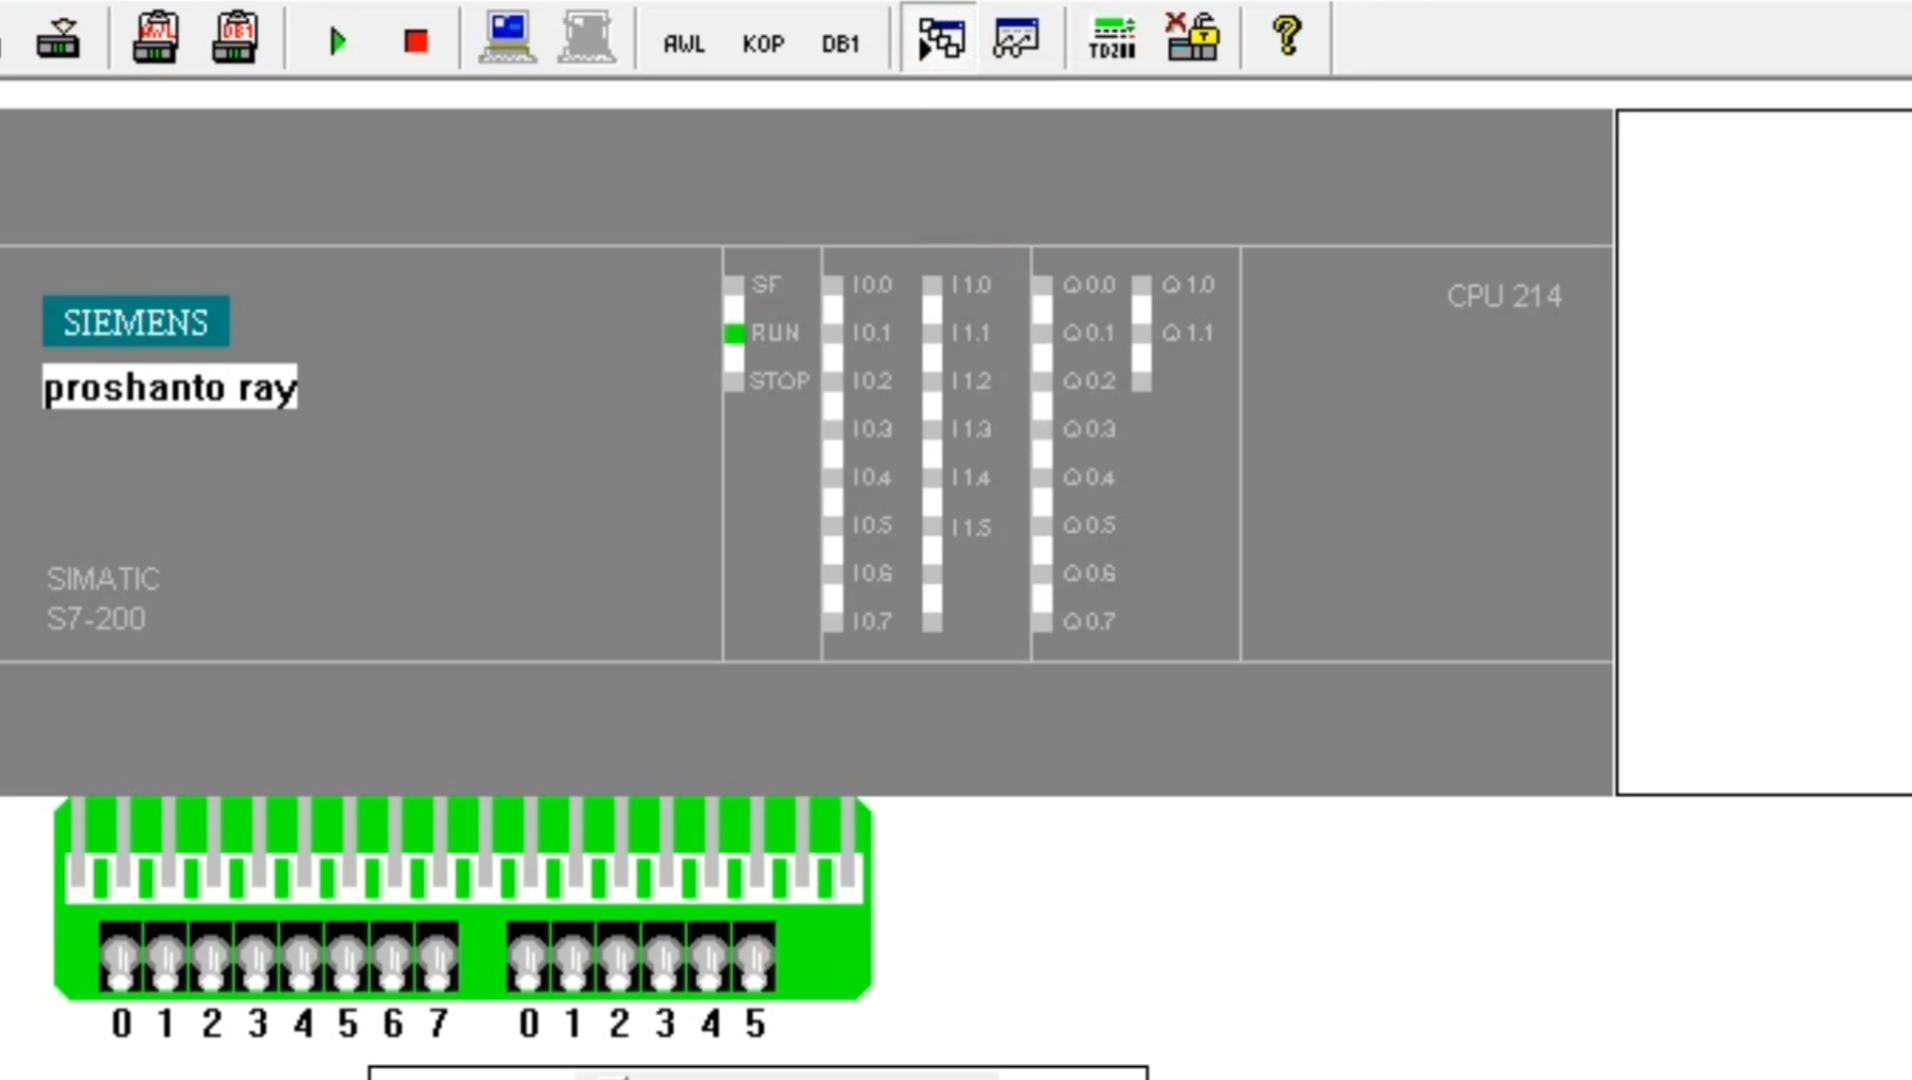 AWL DB1 AWL KOP DB1 TD200 ?
SIEMENS
proshanto ray
SIMATIC
S7-200
SF
RUN
STOP
I0.0
I0.1
I0.2
I0.3
I0.4
I0.5
I0.6
I0.7
I1.0
I1.1
I1.2
I1.3
I1.4
I1.5
Q0.0
Q0.1
Q0.2
Q0.3
Q0.4
Q0.5
Q0.6
Q0.7
Q1.0
Q1.1
CPU 214
0 1 2 3 4 5 6 7 0 1 2 3 4 5